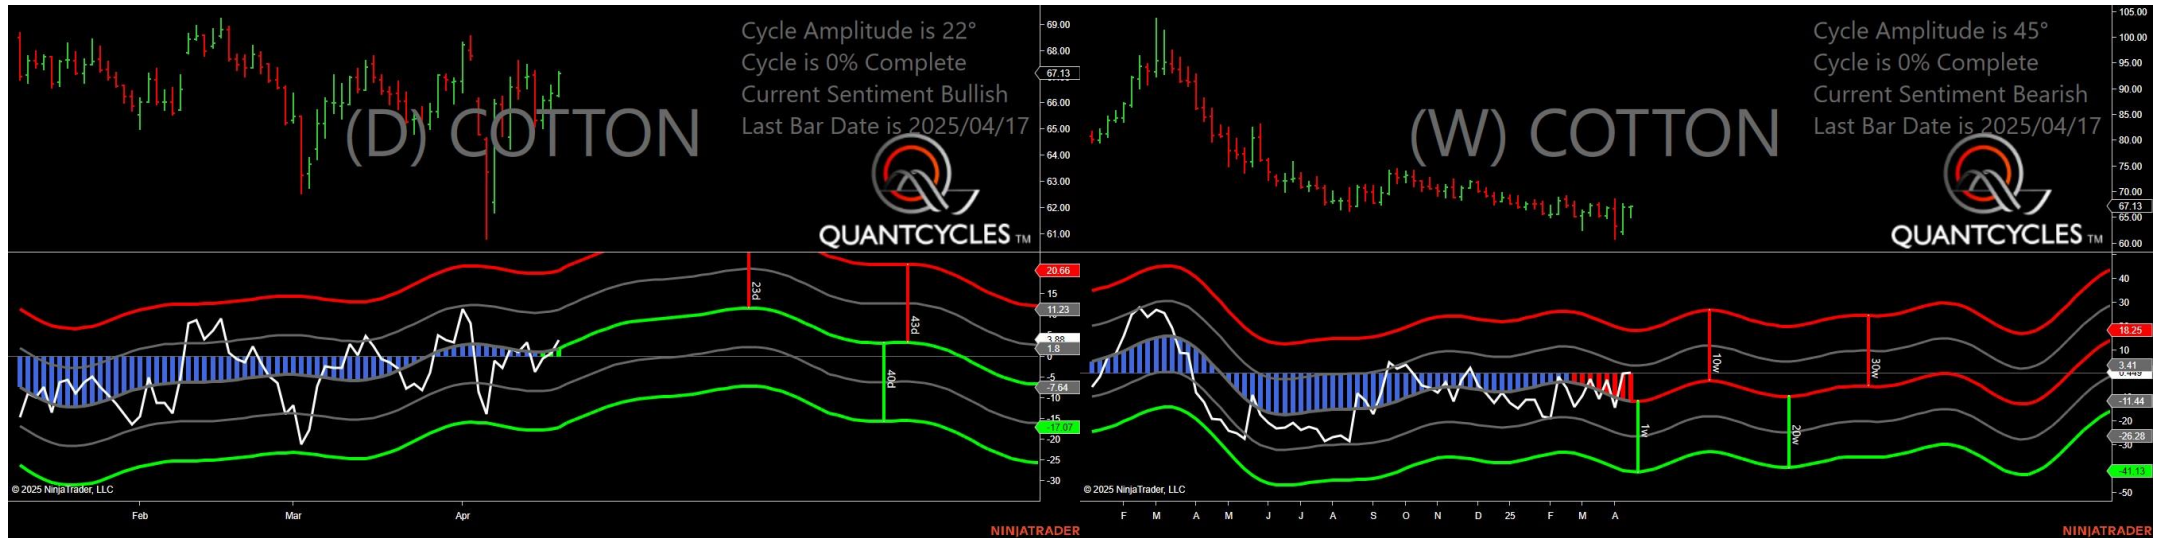 Cycle Amplitude is 22°
Cycle is 0% Complete
Current Sentiment Bullish
Last Bar Date is 2025/04/17
(D) COTTON
QUANTCYCLES TM
69.00
68.00
67.13
66.00
65.00
64.00
63.00
62.00
61.00
23d
43d
40d
20.66
15
11.23
3.88
1.8
0
-5
-7.64
-10
-15
-17.07
-20
-25
-30
© 2025 NinjaTrader, LLC
Feb
Mar
Apr
NINJATRADER
Cycle Amplitude is 45°
Cycle is 0% Complete
Current Sentiment Bearish
Last Bar Date is 2025/04/17
(W) COTTON
QUANTCYCLES TM
105.00
100.00
95.00
90.00
85.00
80.00
75.00
70.00
67.13
65.00
60.00
10w
30w
1w
20w
40
30
18.25
10
3.41
0.449
-11.44
-20
-26.28
-30
-41.13
-50
© 2025 NinjaTrader, LLC
F
M
A
M
J
J
A
S
O
N
D
25
F
M
A
NINJATRADER